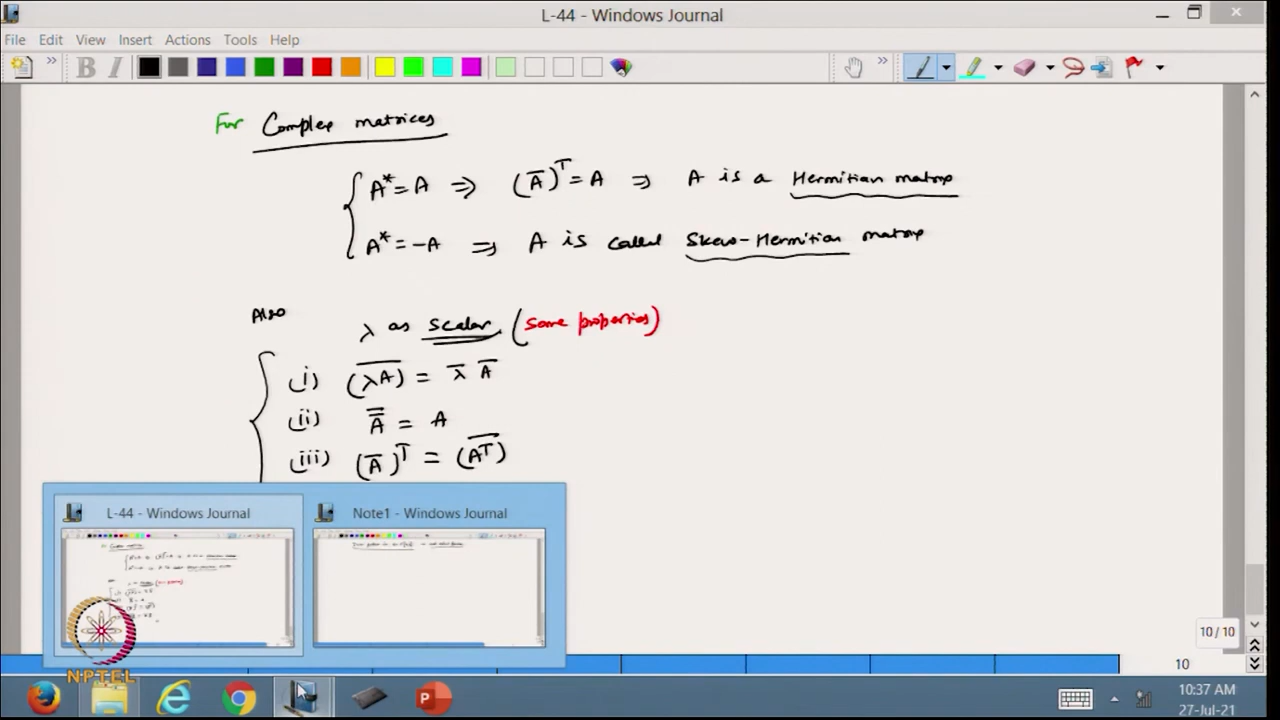 L-44 - Windows Journal
File Edit View Insert Actions Tools Help
For Complex matrices
A* = A ⇒ (A̅)ᵀ = A ⇒ A is a Hermitian matrix
A* = -A ⇒ A is called Skew-Hermitian matrix
Also
λ as scalar (some properties)
(i) (λA)̅ = λ̅ A̅
(ii) A̿ = A
(iii) (A̅)ᵀ = (Aᵀ)̅
L-44 - Windows Journal Note1 - Windows Journal
10 / 10
10
NPTEL
10:37 AM
27-Jul-21